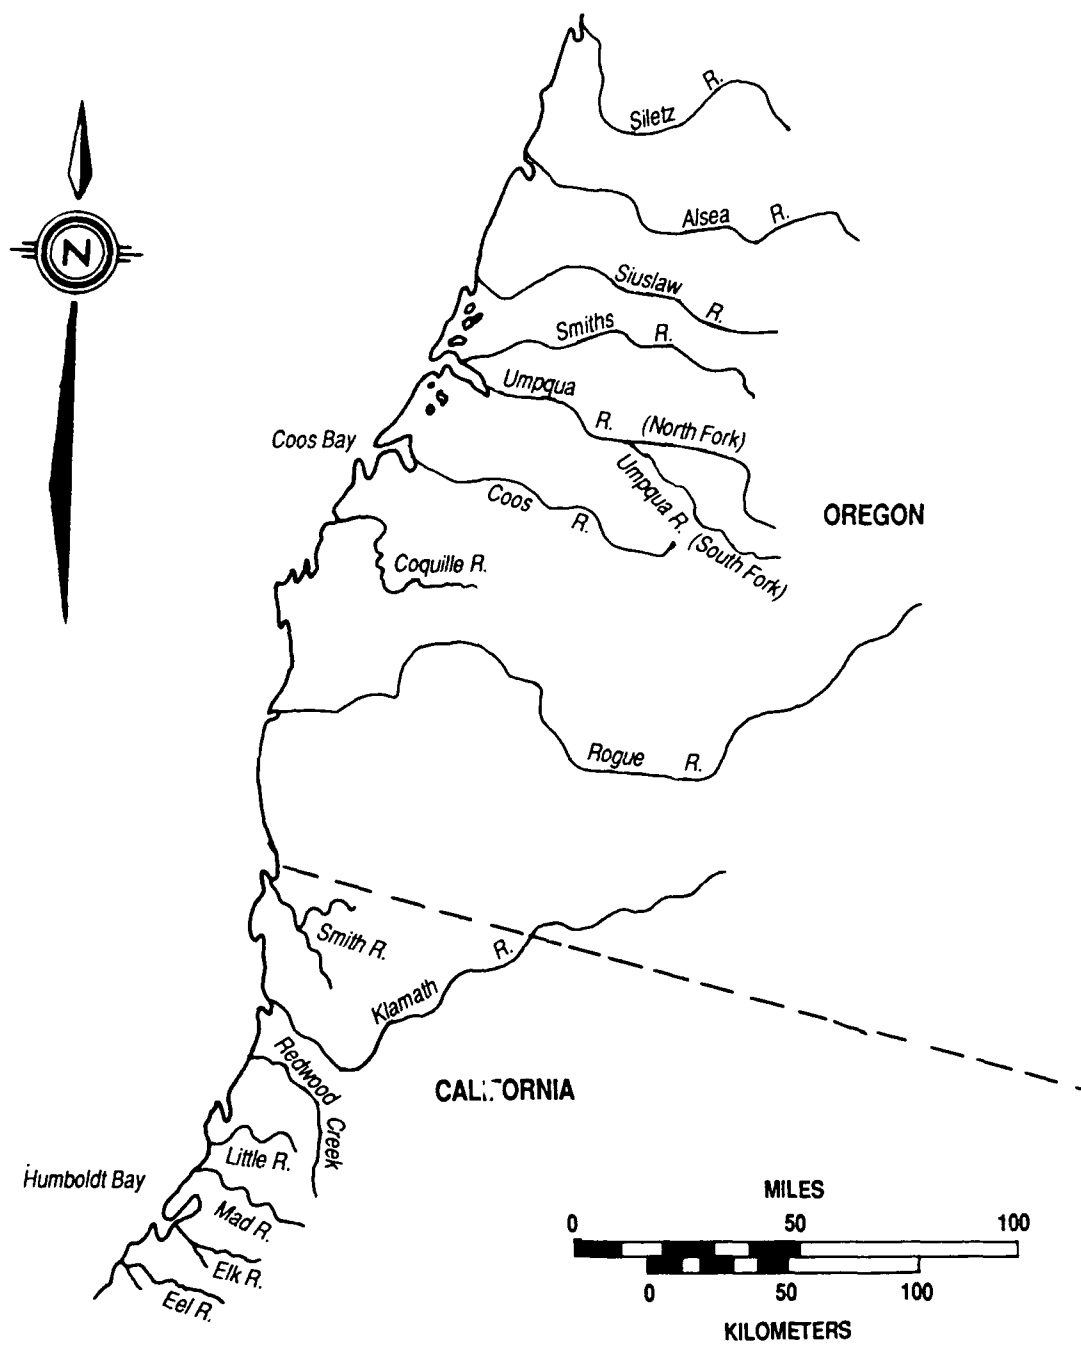 Siletz R.
Alsea R.
Siuslaw R.
Smiths R.
Umpqua R. (North Fork)
Umpqua R. (South Fork)
Coos Bay
Coos R.
OREGON
Coquille R.
Rogue R.
Smith R.
Klamath R.
Redwood Creek
CALIFORNIA
Little R.
Humboldt Bay
Mad R.
Elk R.
Eel R.
N
MILES
0 50 100
0 50 100
KILOMETERS